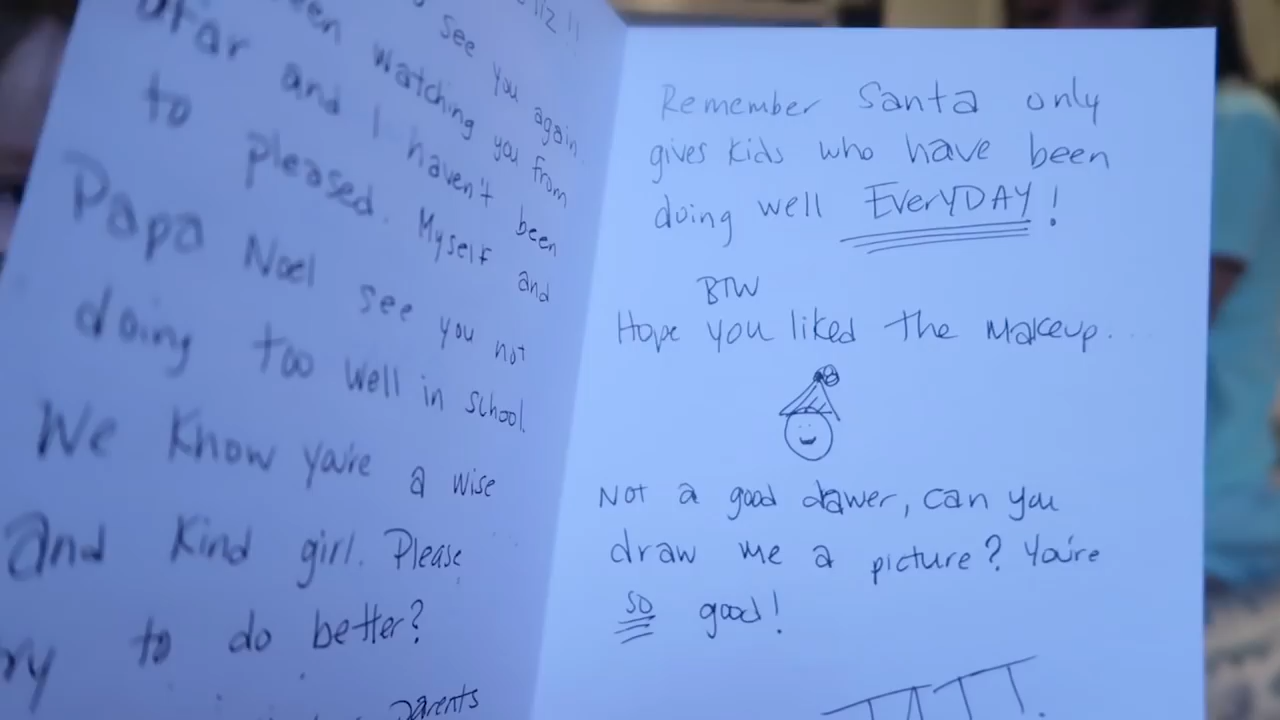 see you again
een watching you from
afar and I haven't been
to pleased. Myself and
Papa Noel see you not
doing too well in school.
We know you're a wise
and kind girl. Please
ry to do better?
parents
Remember Santa only
gives kids who have been
doing well EverYDAY!
BTW
Hope you liked the makeup...
Not a good dawer, can you
draw me a picture? You're
so good!